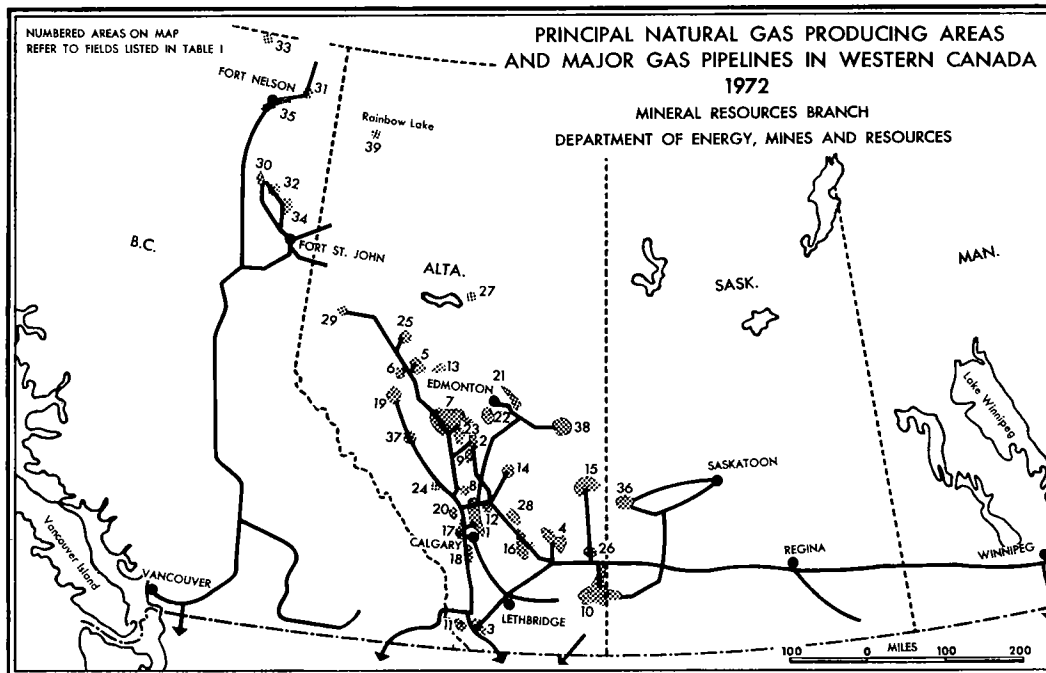 NUMBERED AREAS ON MAP
REFER TO FIELDS LISTED IN TABLE I
PRINCIPAL NATURAL GAS PRODUCING AREAS
AND MAJOR GAS PIPELINES IN WESTERN CANADA
1972
MINERAL RESOURCES BRANCH
DEPARTMENT OF ENERGY, MINES AND RESOURCES
33
FORT NELSON
31
35
Rainbow Lake
39
30
32
34
FORT ST. JOHN
B.C.
ALTA.
SASK.
MAN.
27
29
25
5
6
13
21
EDMONTON
19
7
22
38
23
2
37
9
14
15
SASKATOON
Lake Winnipeg
24
8
36
20
12
28
17
1
4
CALGARY
16
26
18
REGINA
WINNIPEG
Vancouver Island
VANCOUVER
10
LETHBRIDGE
11
3
100 0 MILES 100 200